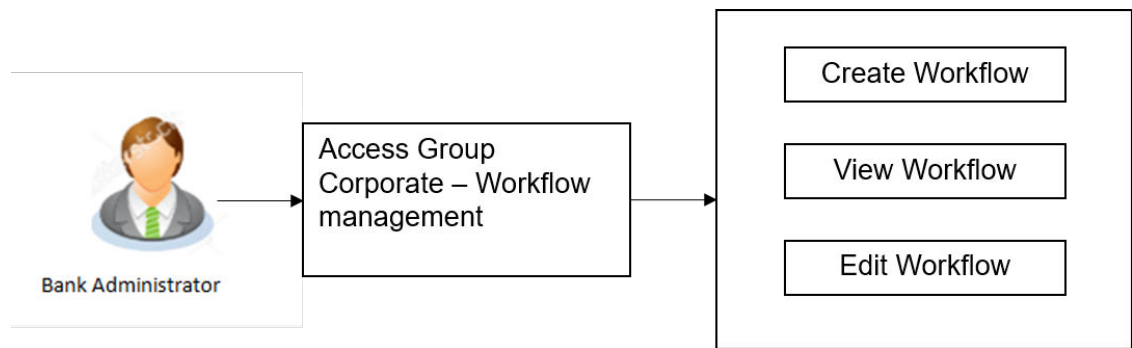 Bank Administrator
Access Group
Corporate – Workflow
management
Create Workflow
View Workflow
Edit Workflow